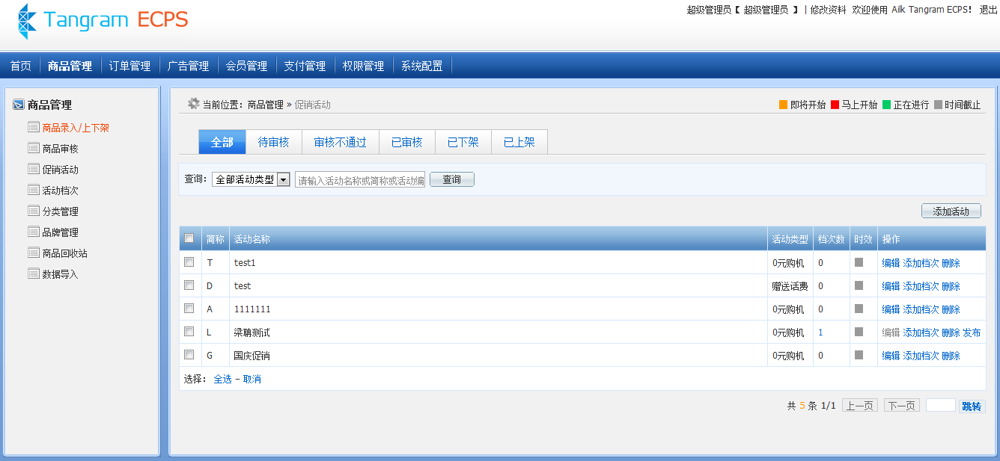 Tangram ECPS
超级管理员【 超级管理员 】 | 修改资料 欢迎使用 Ailk Tangram ECPS! 退出
首页 商品管理 订单管理 广告管理 会员管理 支付管理 权限管理 系统配置
商品管理
商品录入/上下架
商品审核
促销活动
活动档次
分类管理
品牌管理
商品回收站
数据导入
当前位置：商品管理 » 促销活动
即将开始 马上开始 正在进行 时间截止
全部 待审核 审核不通过 已审核 已下架 已上架
查询： 全部活动类型 请输入活动名称或简称或活动编 查询
添加活动
简称 活动名称 活动类型 档次数 时效 操作
T test1 0元购机 0 编辑 添加档次 删除
D test 赠送话费 0 编辑 添加档次 删除
A 1111111 0元购机 0 编辑 添加档次 删除
L 梁聃测试 0元购机 1 编辑 添加档次 删除 发布
G 国庆促销 0元购机 0 编辑 添加档次 删除
选择： 全选 - 取消
共 5 条 1/1 上一页 下一页 跳转